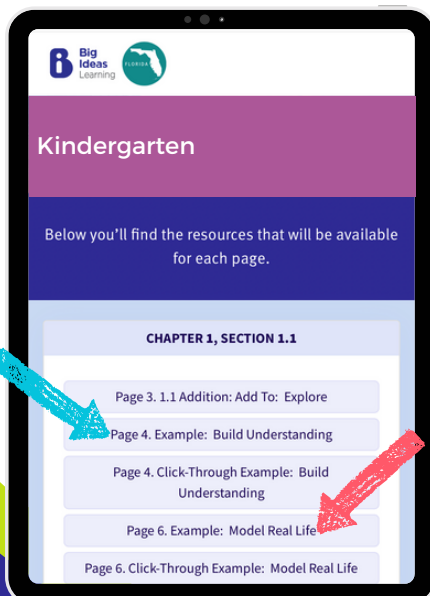 Big
Ideas
Learning
FLORIDA
Kindergarten
Below you'll find the resources that will be available
for each page.
CHAPTER 1, SECTION 1.1
Page 3. 1.1 Addition: Add To: Explore
Page 4. Example: Build Understanding
Page 4. Click-Through Example: Build
Understanding
Page 6. Example: Model Real Life
Page 6. Click-Through Example: Model Real Life